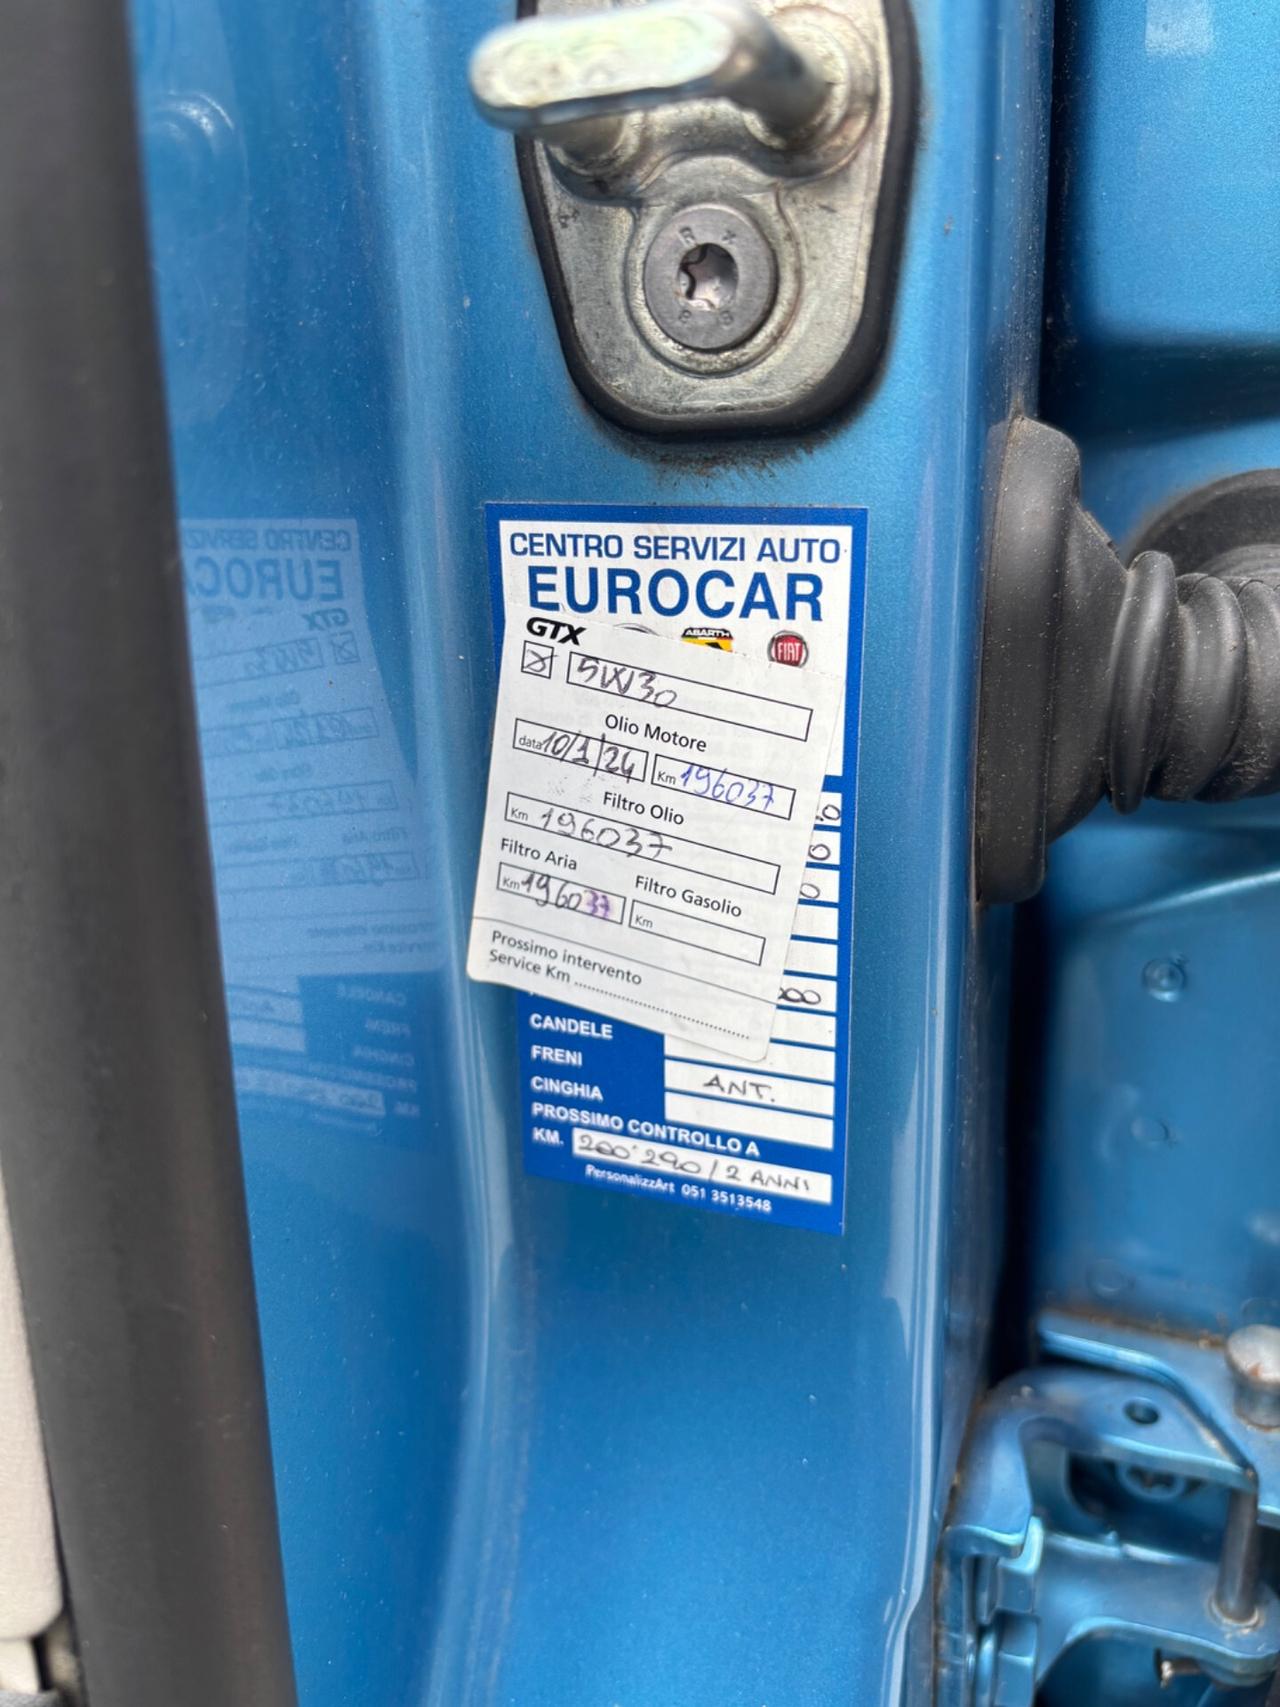 CENTRO SERVIZI AUTO
EUROCAR
GTX
ABARTH
FIAT
5W30
Olio Motore
data 10/1/24 Km 196037
Filtro Olio
Km 196037
Filtro Aria Filtro Gasolio
Km 196037 Km
Prossimo intervento
Service Km ........................................
CANDELE
FRENI ANT.
CINGHIA
PROSSIMO CONTROLLO A
KM. 200'290 / 2 ANNI
PersonalizzArt 051 3513548